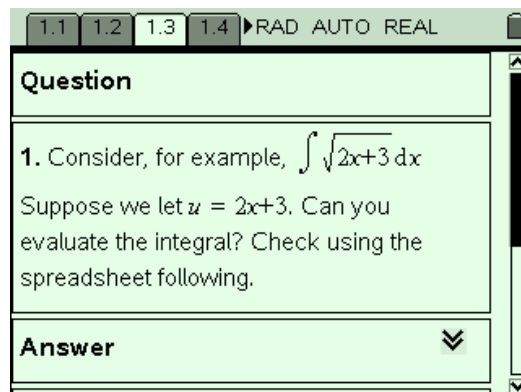 1.1 1.2 1.3 1.4 RAD AUTO REAL
Question
1. Consider, for example, ∫√(2x+3) dx
Suppose we let u = 2x+3. Can you
evaluate the integral? Check using the
spreadsheet following.
Answer